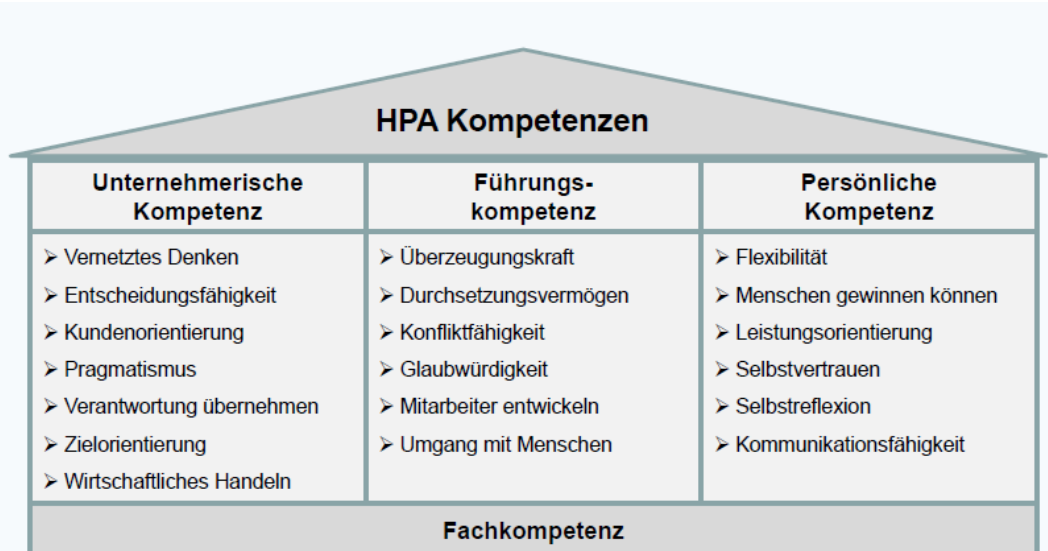 HPA Kompetenzen
Unternehmerische
Kompetenz
➢ Vernetztes Denken
➢ Entscheidungsfähigkeit
➢ Kundenorientierung
➢ Pragmatismus
➢ Verantwortung übernehmen
➢ Zielorientierung
➢ Wirtschaftliches Handeln
Führungs-
kompetenz
➢ Überzeugungskraft
➢ Durchsetzungsvermögen
➢ Konfliktfähigkeit
➢ Glaubwürdigkeit
➢ Mitarbeiter entwickeln
➢ Umgang mit Menschen
Persönliche
Kompetenz
➢ Flexibilität
➢ Menschen gewinnen können
➢ Leistungsorientierung
➢ Selbstvertrauen
➢ Selbstreflexion
➢ Kommunikationsfähigkeit
Fachkompetenz